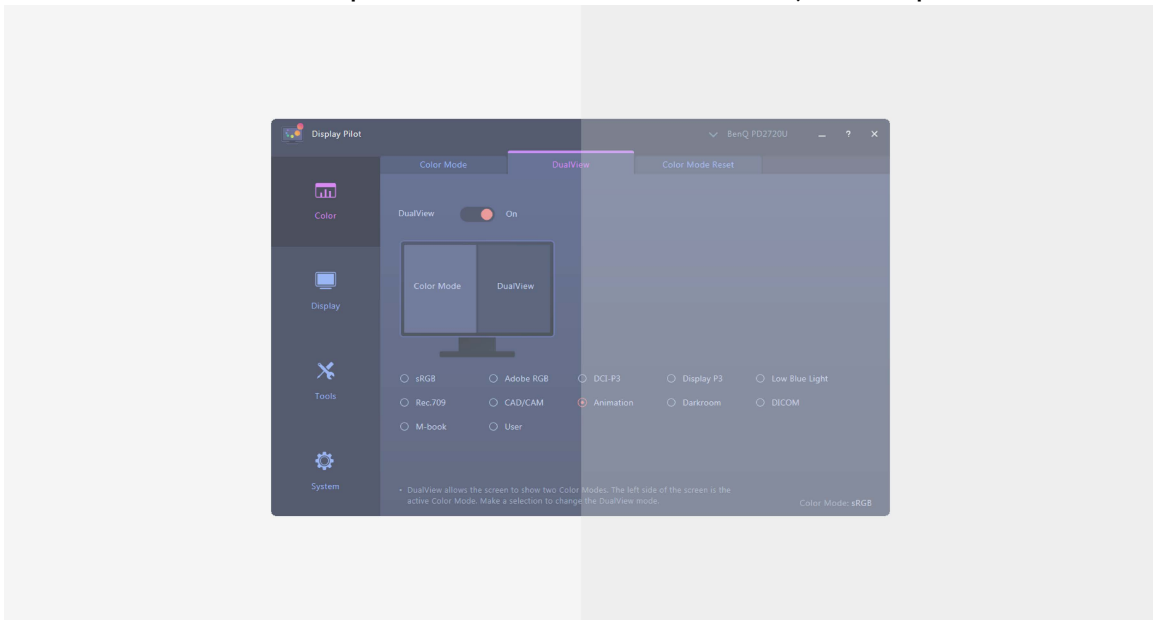 Display Pilot
BenQ PD2720U
?
Color Mode
DualView
Color Mode Reset
Color
DualView
On
Color Mode
DualView
Display
sRGB
Adobe RGB
DCI-P3
Display P3
Low Blue Light
Tools
Rec.709
CAD/CAM
Animation
Darkroom
DICOM
M-book
User
System
• DualView allows the screen to show two Color Modes. The left side of the screen is the
active Color Mode. Make a selection to change the DualView mode.
Color Mode: sRGB